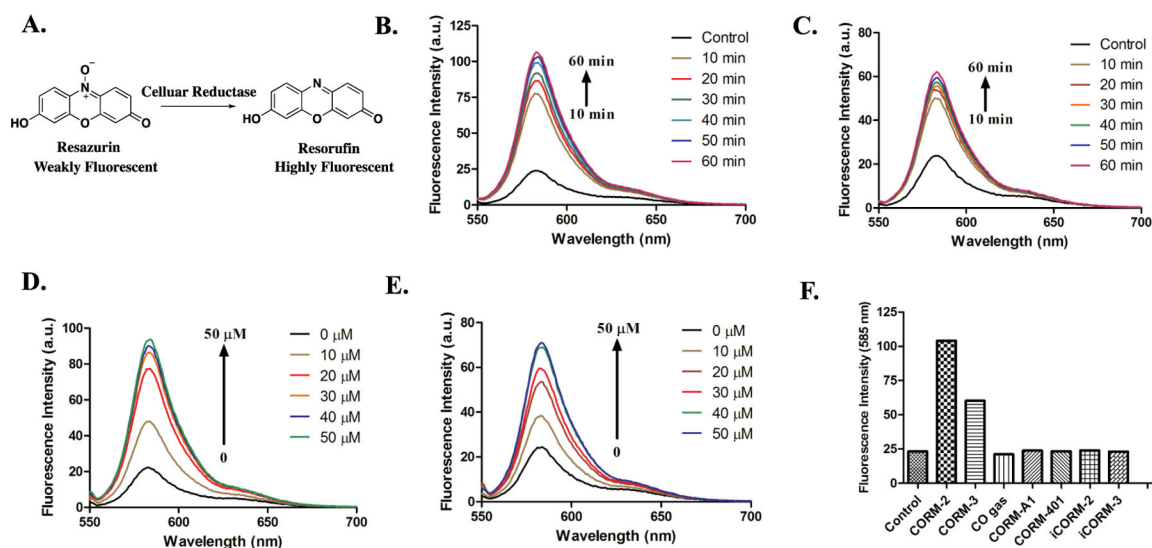 A.
O⁻
N⁺
HO
O
O
Resazurin
Weakly Fluorescent
Celluar Reductase
N
HO
O
O
Resorufin
Highly Fluorescent
B.
Fluorescence Intensity (a.u.)
125
100
75
50
25
0
550
600
650
700
Wavelength (nm)
60 min
10 min
Control
10 min
20 min
30 min
40 min
50 min
60 min
C.
Fluorescence Intensity (a.u.)
80
60
40
20
0
550
600
650
700
Wavelength (nm)
60 min
10 min
Control
10 min
20 min
30 min
40 min
50 min
60 min
D.
Fluorescence Intensity (a.u.)
100
80
60
40
20
0
550
600
650
700
Wavelength (nm)
50 μM
0
0 μM
10 μM
20 μM
30 μM
40 μM
50 μM
E.
Fluorescence Intensity (a.u.)
80
60
40
20
0
550
600
650
700
Wavelength (nm)
50 μM
0
0 μM
10 μM
20 μM
30 μM
40 μM
50 μM
F.
Fluorescence Intensity (585 nm)
125
100
75
50
25
0
Control
CORM-2
CORM-3
CO gas
CORM-A1
CORM-401
iCORM-2
iCORM-3